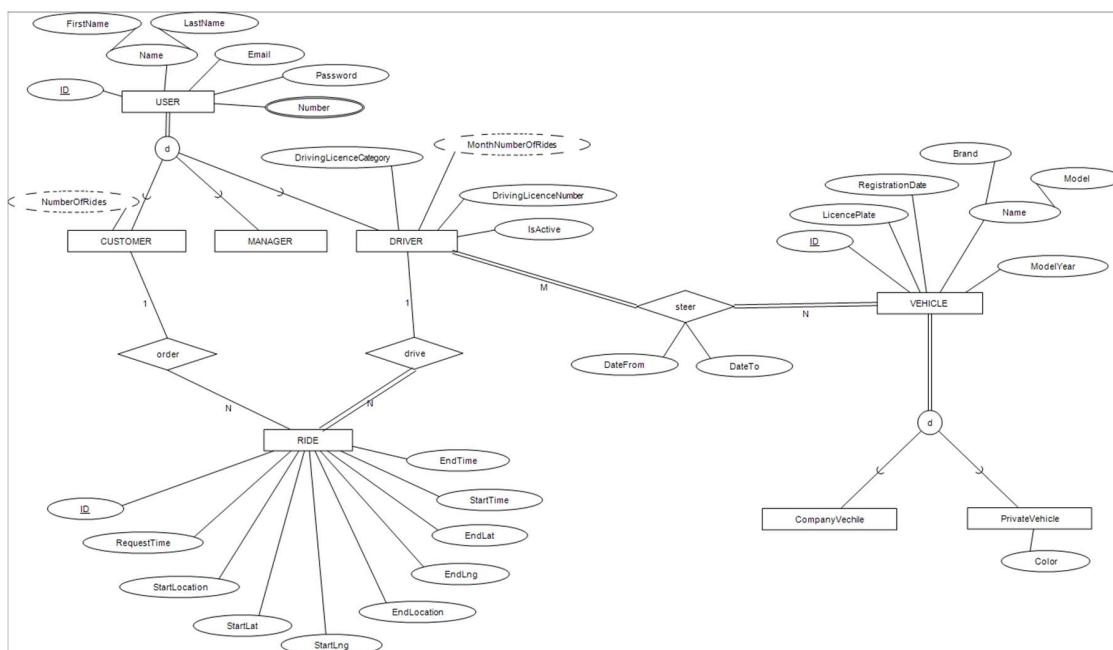 FirstName
LastName
Name
Email
ID
Password
USER
Number
d
MonthNumberOfRides
DrivingLicenceCategory
NumberOfRides
DrivingLicenceNumber
IsActive
CUSTOMER
MANAGER
DRIVER
Brand
Model
RegistrationDate
LicencePlate
Name
ID
ModelYear
VEHICLE
M
steer
N
DateFrom
DateTo
1
1
order
drive
N
N
RIDE
d
EndTime
ID
StartTime
RequestTime
EndLat
StartLocation
EndLng
StartLat
EndLocation
StartLng
CompanyVechile
PrivateVehicle
Color